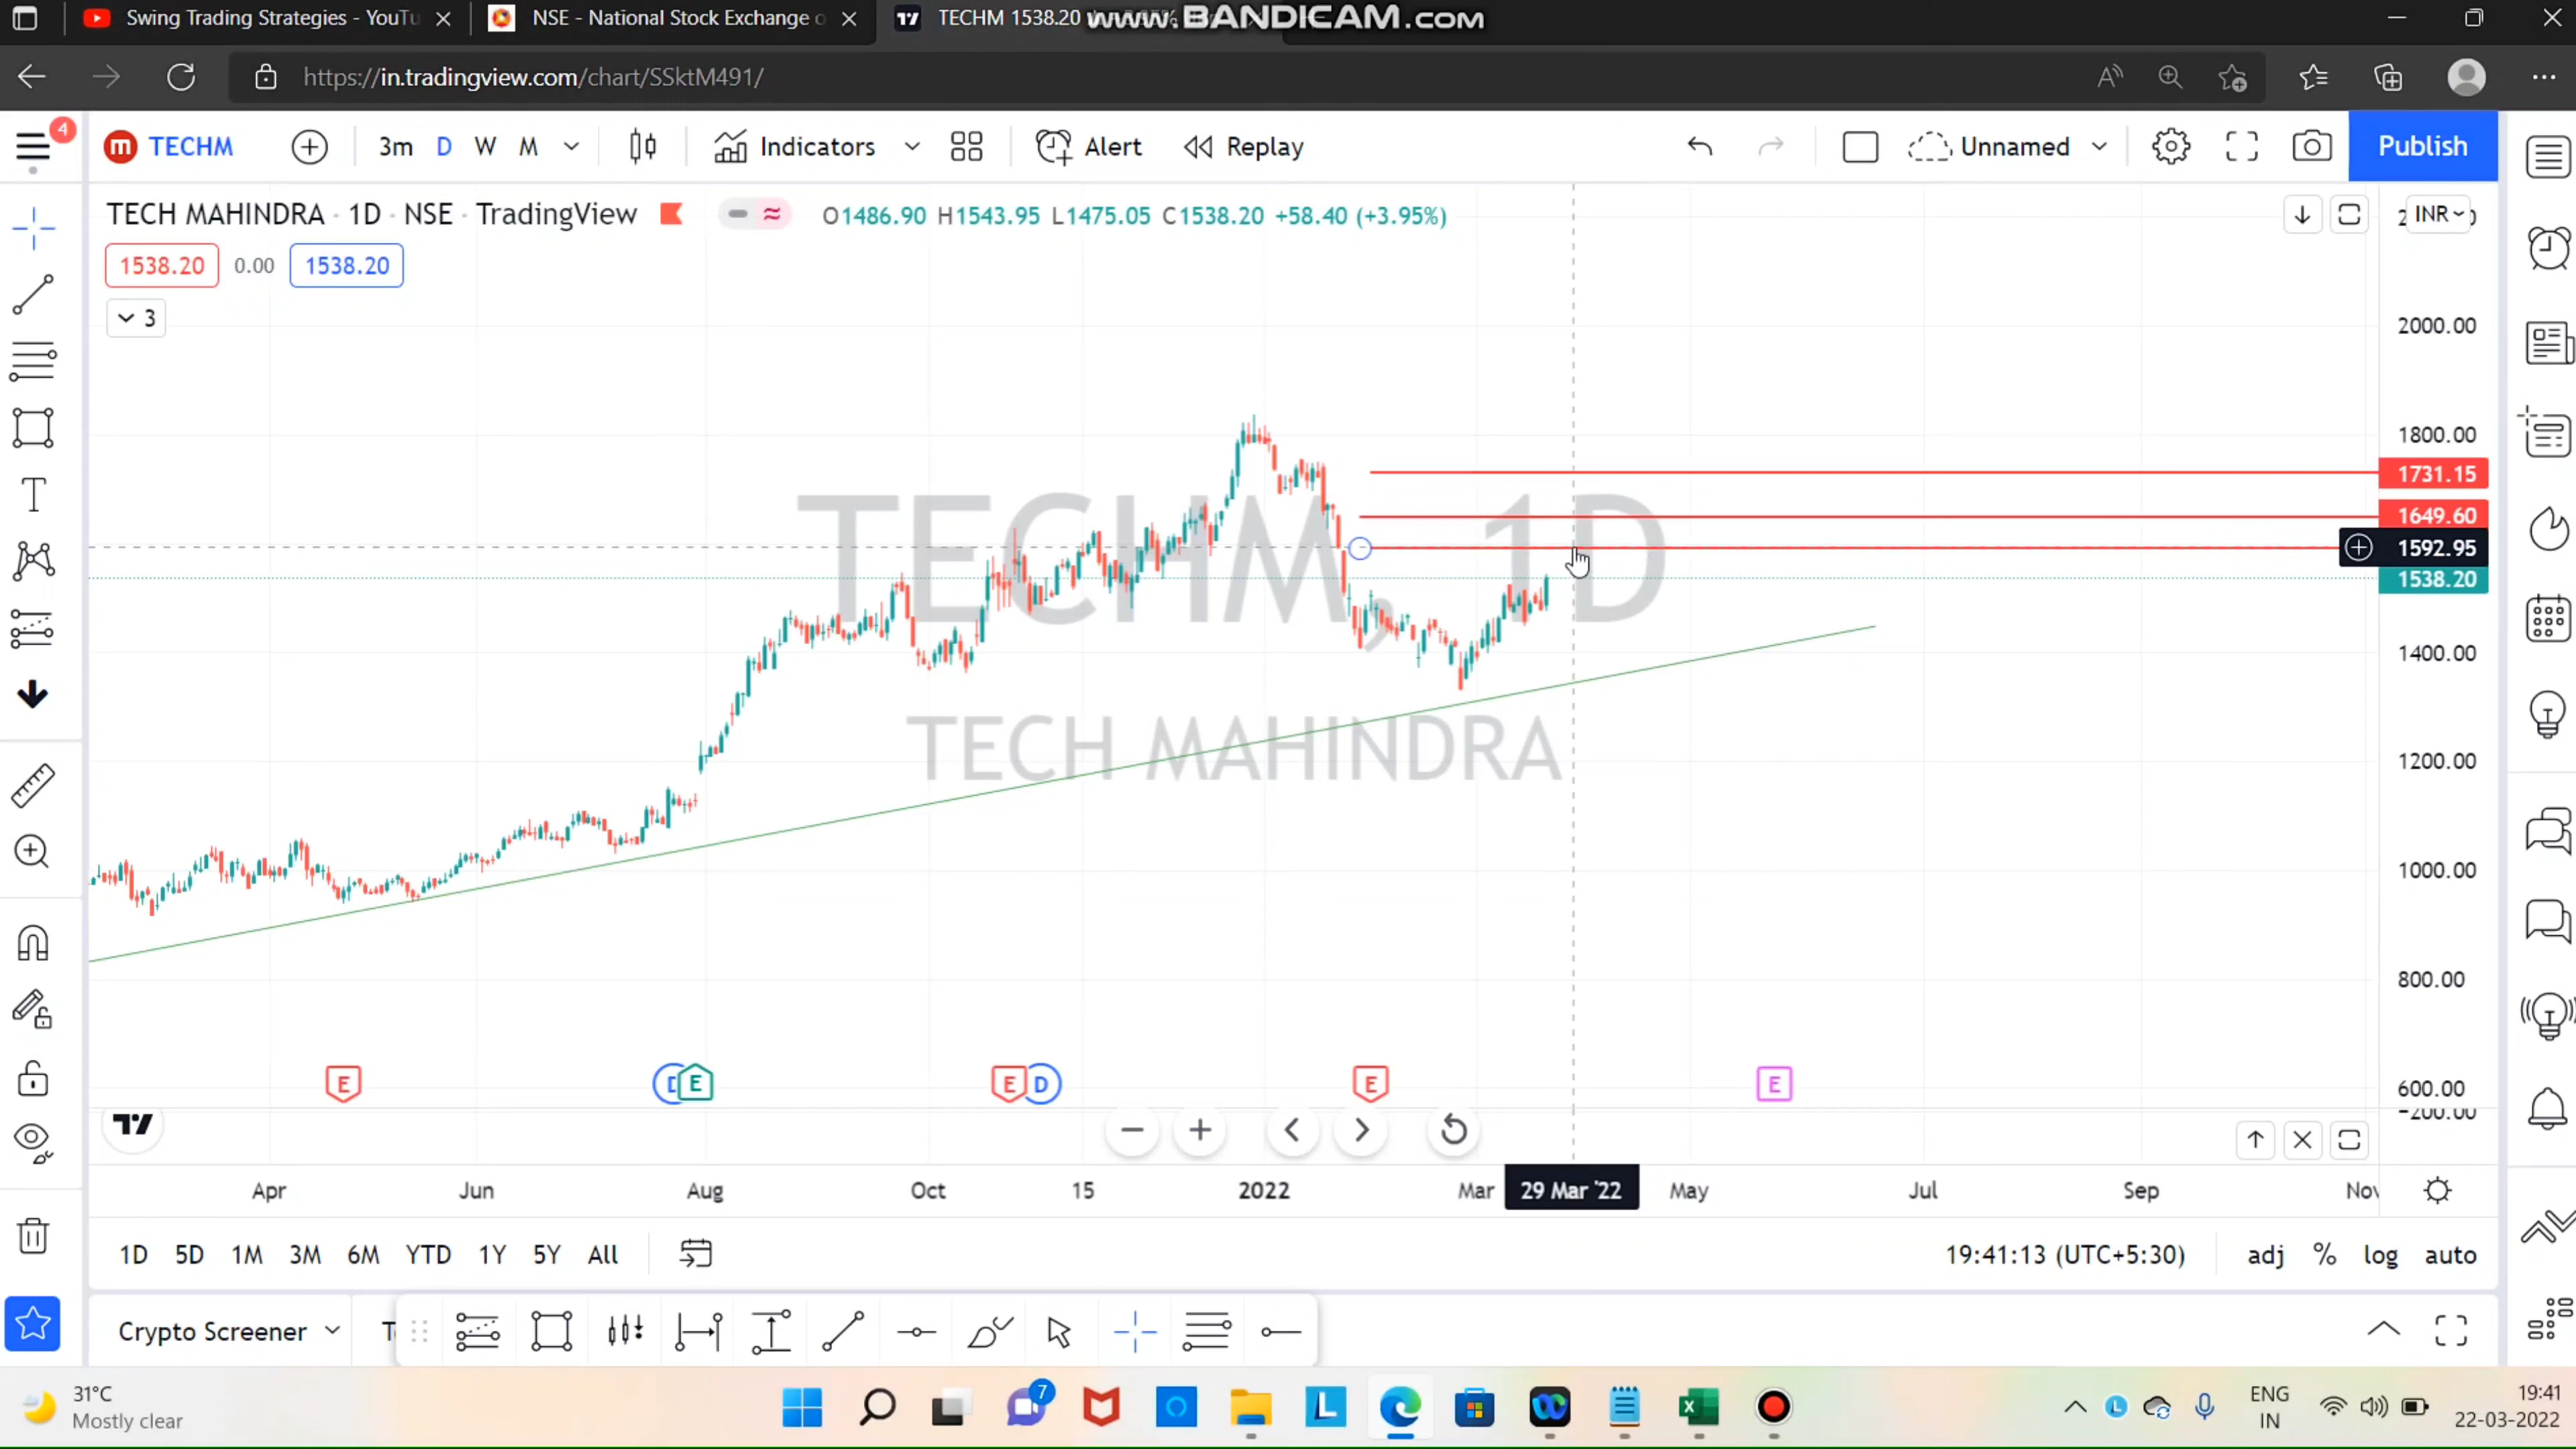 Swing Trading Strategies - YouTu
NSE - National Stock Exchange o
TECHM 1538.20
www.BANDICAM.com
https://in.tradingview.com/chart/SSktM491/
4
TECHM
3m
D
W
M
Indicators
Alert
Replay
Unnamed
Publish
TECH MAHINDRA · 1D · NSE · TradingView
O1486.90 H1543.95 L1475.05 C1538.20 +58.40 (+3.95%)
INR
1538.20
0.00
1538.20
3
2000.00
1800.00
1731.15
1649.60
1592.95
1538.20
1400.00
1200.00
1000.00
800.00
600.00
-200.00
TECHM, 1D
TECH MAHINDRA
E
D
E
E
D
E
E
Apr
Jun
Aug
Oct
15
2022
Mar
29 Mar '22
May
Jul
Sep
Nov
1D
5D
1M
3M
6M
YTD
1Y
5Y
All
19:41:13 (UTC+5:30)
adj
%
log
auto
Crypto Screener
31°C
Mostly clear
7
ENG
IN
19:41
22-03-2022